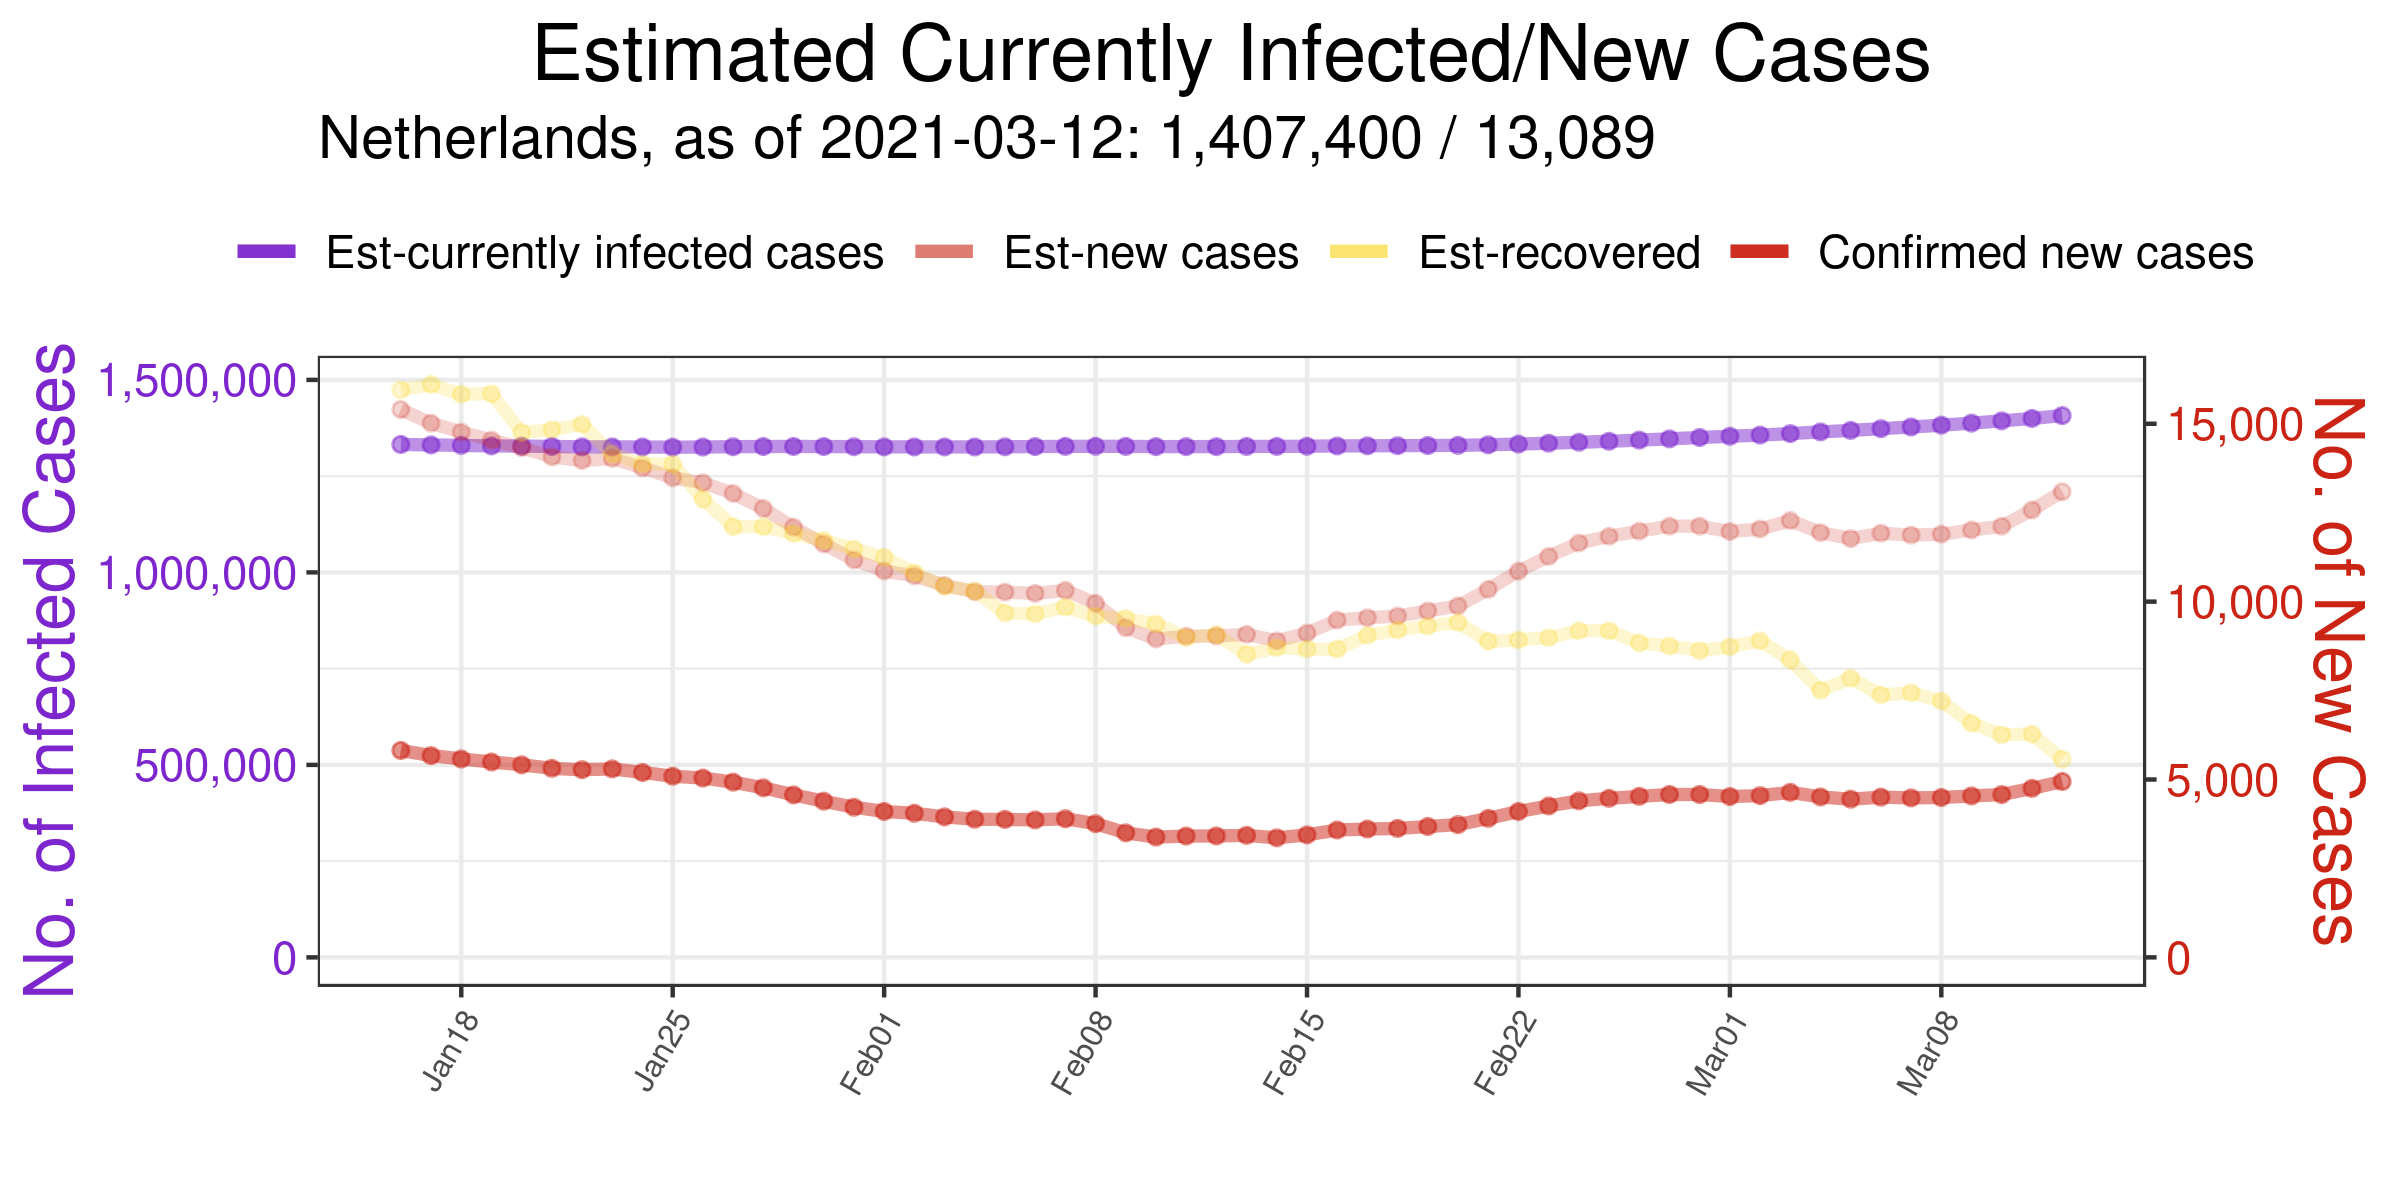 Estimated Currently Infected/New Cases
Netherlands, as of 2021-03-12: 1,407,400 / 13,089
Est-currently infected cases Est-new cases Est-recovered Confirmed new cases
No. of Infected Cases
1,500,000
1,000,000
500,000
0
15,000
10,000
5,000
0
No. of New Cases
Jan18 Jan25 Feb01 Feb08 Feb15 Feb22 Mar01 Mar08